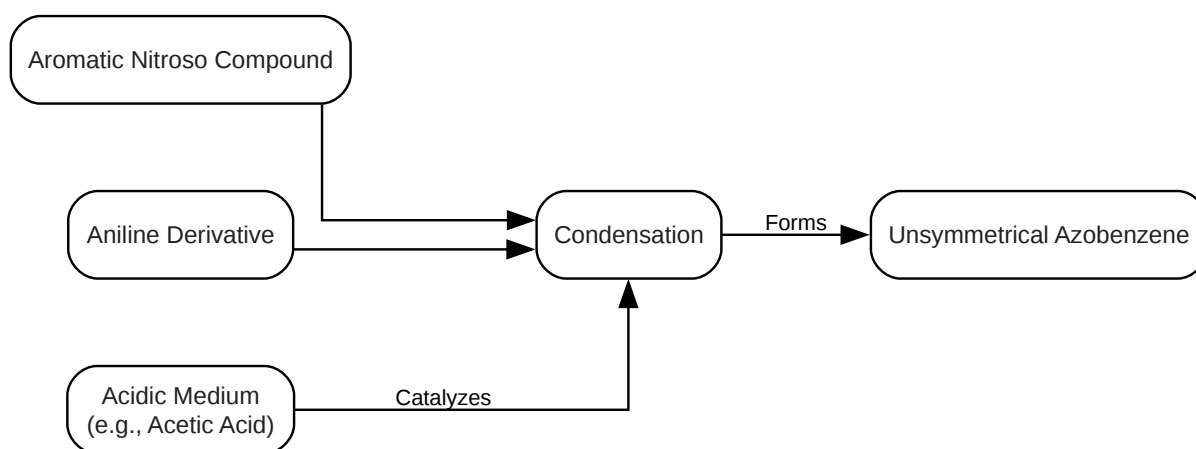 Aromatic Nitroso Compound
Aniline Derivative
Condensation
Forms
Unsymmetrical Azobenzene
Acidic Medium
(e.g., Acetic Acid)
Catalyzes